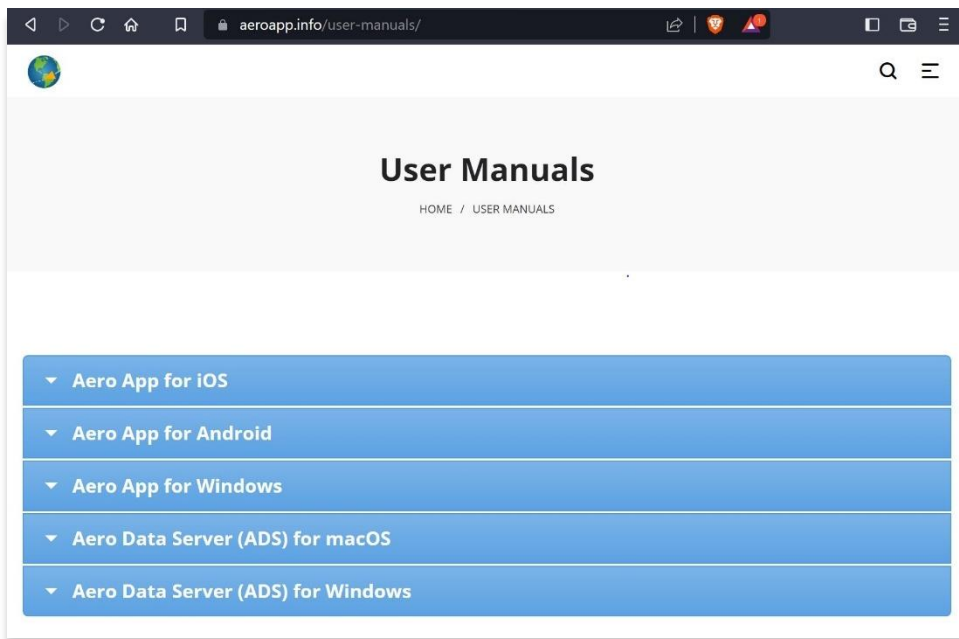 aeroapp.info/user-manuals/
User Manuals
HOME / USER MANUALS
Aero App for iOS
Aero App for Android
Aero App for Windows
Aero Data Server (ADS) for macOS
Aero Data Server (ADS) for Windows